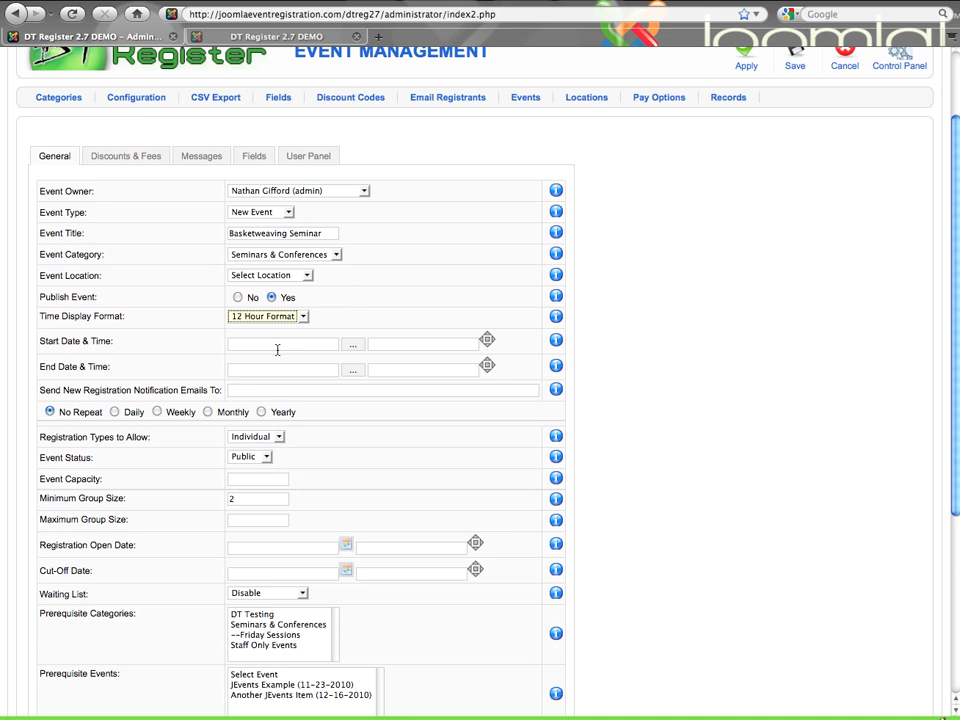 http://joomlaeventregistration.com/dtreg27/administrator/index2.php
Google
DT Register 2.7 DEMO – Admin...
DT Register 2.7 DEMO
DT Register
EVENT MANAGEMENT
Joomla!
Apply Save Cancel Control Panel
Categories Configuration CSV Export Fields Discount Codes Email Registrants Events Locations Pay Options Records
General Discounts & Fees Messages Fields User Panel
Event Owner: Nathan Gifford (admin)
Event Type: New Event
Event Title: Basketweaving Seminar
Event Category: Seminars & Conferences
Event Location: Select Location
Publish Event: No Yes
Time Display Format: 12 Hour Format
Start Date & Time: ...
End Date & Time: ...
Send New Registration Notification Emails To:
No Repeat Daily Weekly Monthly Yearly
Registration Types to Allow: Individual
Event Status: Public
Event Capacity:
Minimum Group Size: 2
Maximum Group Size:
Registration Open Date:
Cut-Off Date:
Waiting List: Disable
Prerequisite Categories: DT Testing
Seminars & Conferences
--Friday Sessions
Staff Only Events
Prerequisite Events: Select Event
JEvents Example (11-23-2010)
Another JEvents Item (12-16-2010)